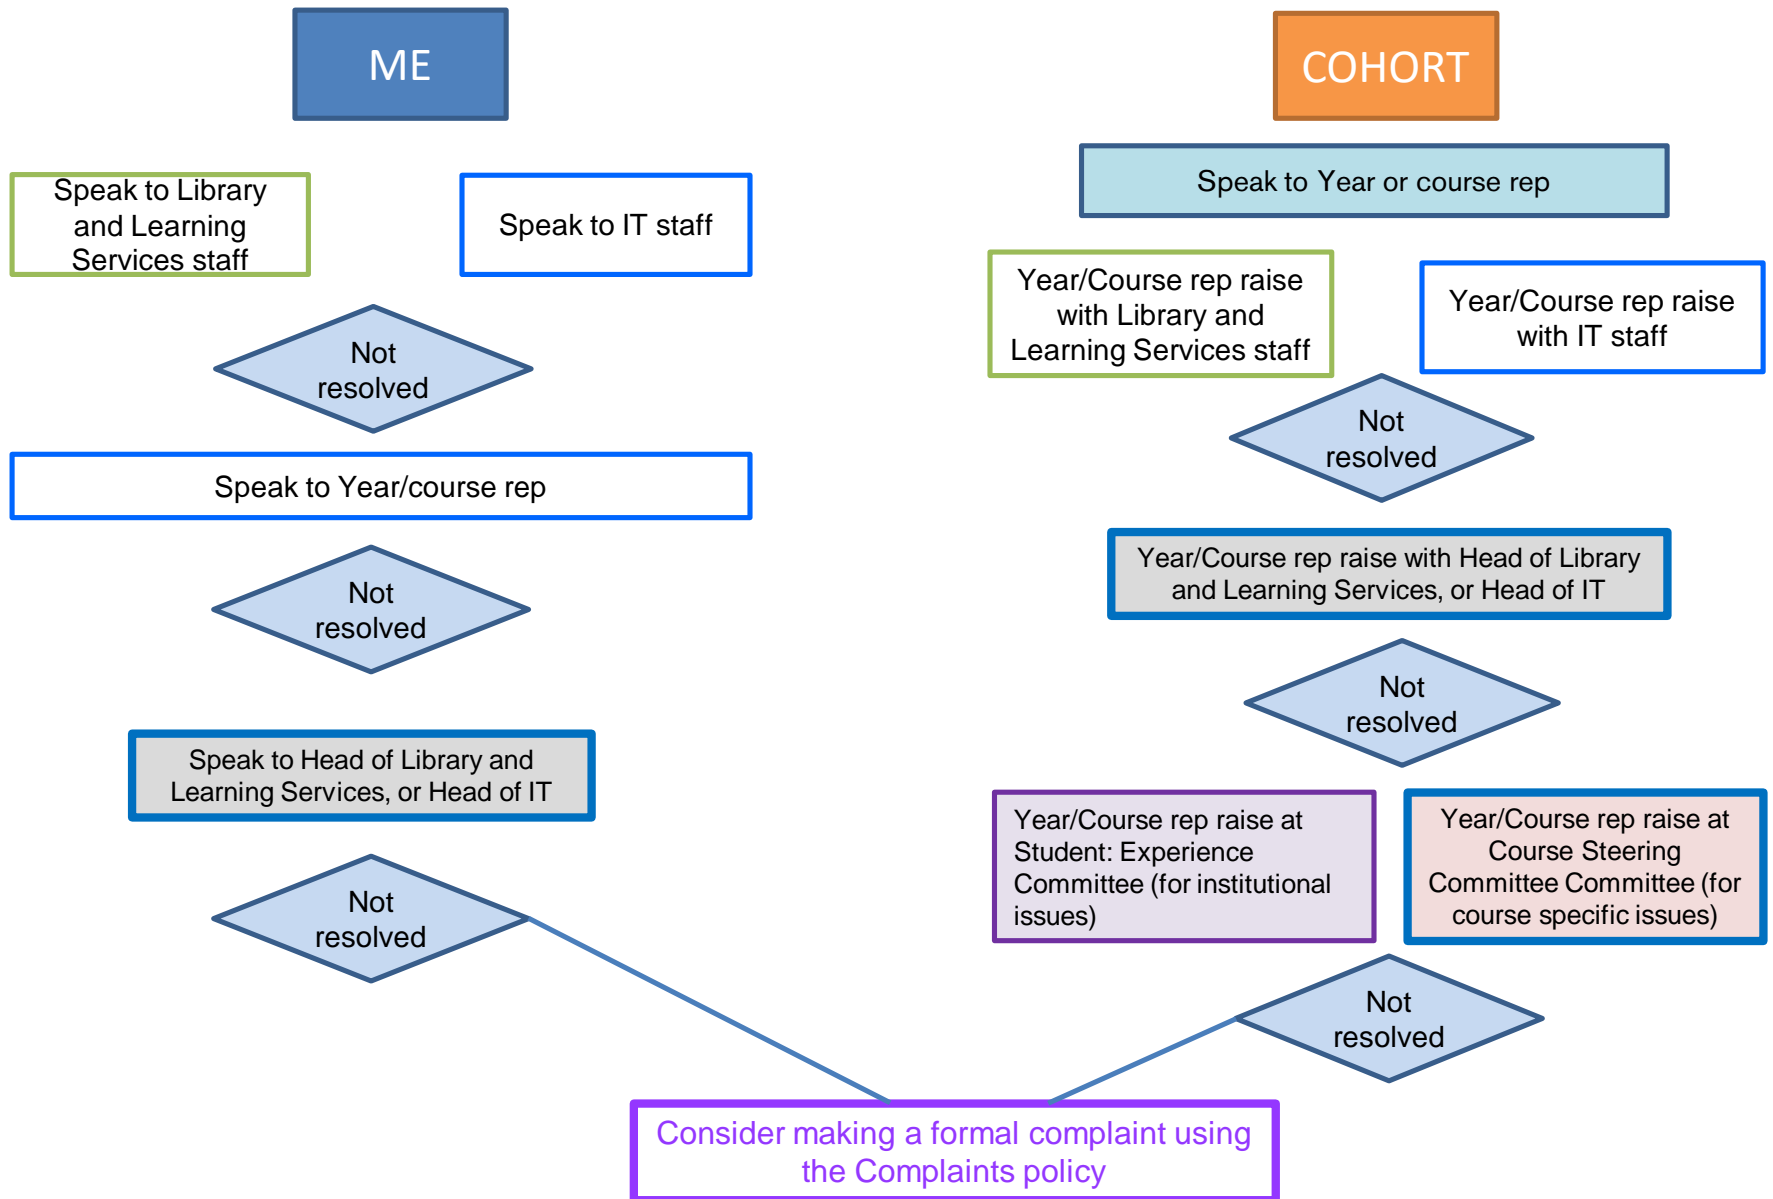 ME
Speak to Library
and Learning
Services staff
Speak to IT staff
Not
resolved
Speak to Year/course rep
Not
resolved
Speak to Head of Library and
Learning Services, or Head of IT
Not
resolved
COHORT
Speak to Year or course rep
Year/Course rep raise
with Library and
Learning Services staff
Year/Course rep raise
with IT staff
Not
resolved
Year/Course rep raise with Head of Library
and Learning Services, or Head of IT
Not
resolved
Year/Course rep raise at
Student: Experience
Committee (for institutional
issues)
Year/Course rep raise at
Course Steering
Committee Committee (for
course specific issues)
Not
resolved
Consider making a formal complaint using
the Complaints policy